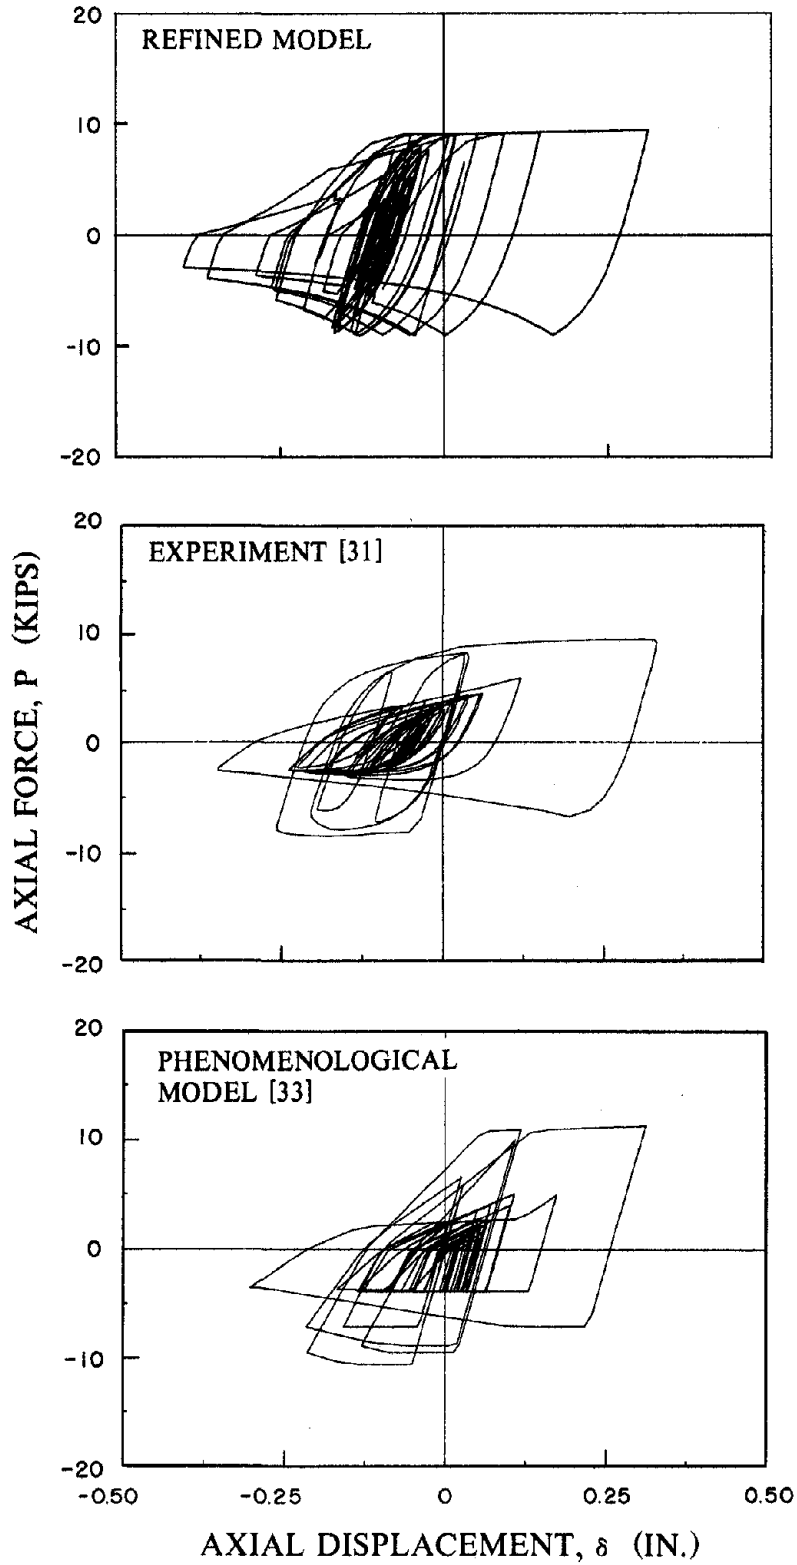 20
REFINED MODEL
10
0
-10
-20
20
EXPERIMENT [31]
10
0
-10
-20
AXIAL FORCE, P (KIPS)
20
PHENOMENOLOGICAL
MODEL [33]
10
0
-10
-20
-0.50 -0.25 0 0.25 0.50
AXIAL DISPLACEMENT, δ (IN.)